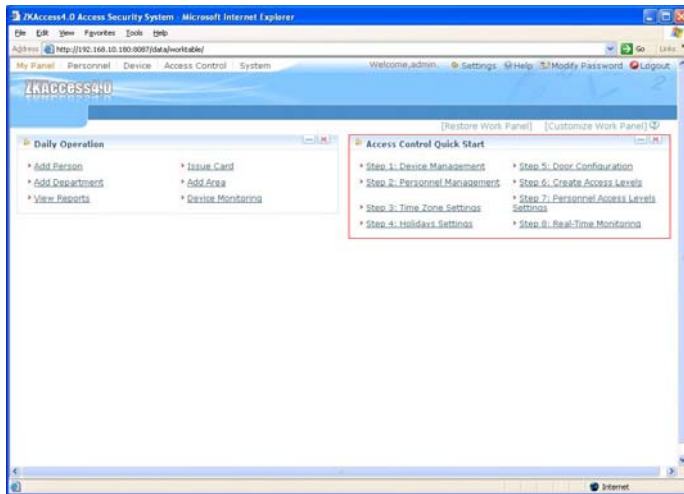 ZKAccess4.0 Access Security System - Microsoft Internet Explorer
File Edit View Favorites Tools Help
Address http://192.168.10.180:8087/data/worktable/ Go Links
My Panel Personnel Device Access Control System Welcome,admin. Settings Help Modify Password Logout
ZKAccess4.0
[Restore Work Panel] [Customize Work Panel]
Daily Operation
Add Person Issue Card
Add Department Add Area
View Reports Device Monitoring
Access Control Quick Start
Step 1: Device Management Step 5: Door Configuration
Step 2: Personnel Management Step 6: Create Access Levels
Step 3: Time Zone Settings Step 7: Personnel Access Levels Settings
Step 4: Holidays Settings Step 8: Real-Time Monitoring
Internet